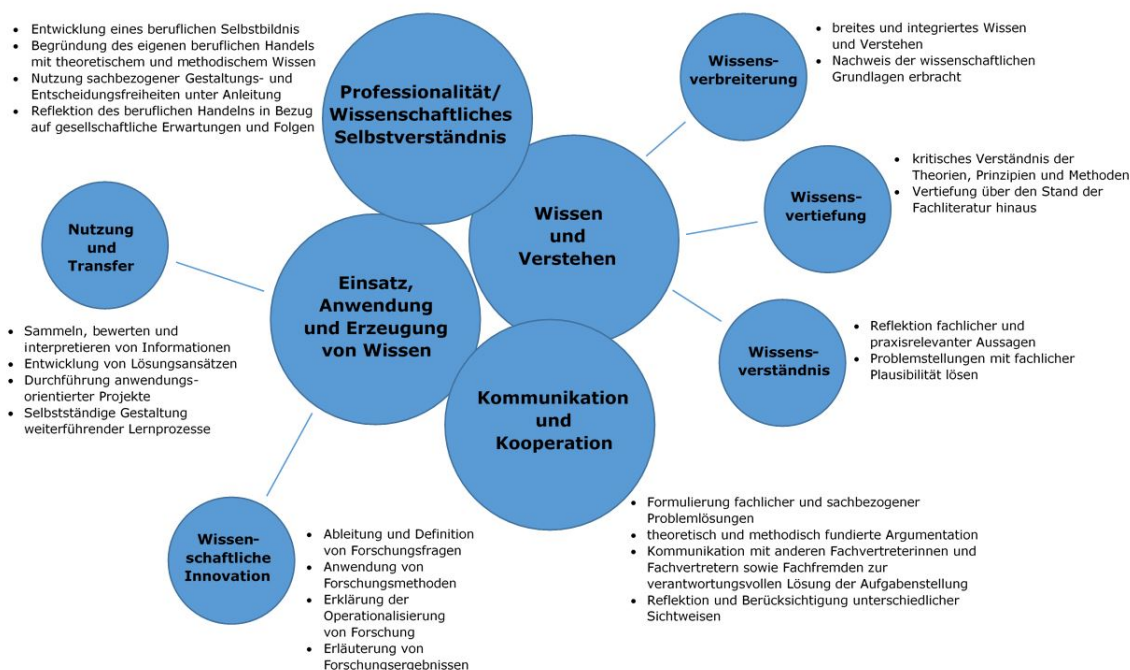 • Entwicklung eines beruflichen Selbstbildnis
• Begründung des eigenen beruflichen Handels
mit theoretischem und methodischem Wissen
• Nutzung sachbezogener Gestaltungs- und
Entscheidungsfreiheiten unter Anleitung
• Reflektion des beruflichen Handelns in Bezug
auf gesellschaftliche Erwartungen und Folgen
Professionalität/
Wissenschaftliches
Selbstverständnis
Wissens-
verbreiterung
• breites und integriertes Wissen
und Verstehen
• Nachweis der wissenschaftlichen
Grundlagen erbracht
Wissen
und
Verstehen
Wissens-
vertiefung
• kritisches Verständnis der
Theorien, Prinzipien und Methoden
• Vertiefung über den Stand der
Fachliteratur hinaus
Nutzung
und
Transfer
• Sammeln, bewerten und
interpretieren von Informationen
• Entwicklung von Lösungsansätzen
• Durchführung anwendungs-
orientierter Projekte
• Selbstständige Gestaltung
weiterführender Lernprozesse
Einsatz,
Anwendung
und Erzeugung
von Wissen
Wissens-
verständnis
• Reflektion fachlicher und
praxisrelevanter Aussagen
• Problemstellungen mit fachlicher
Plausibilität lösen
Kommunikation
und
Kooperation
• Formulierung fachlicher und sachbezogener
Problemlösungen
• theoretisch und methodisch fundierte Argumentation
• Kommunikation mit anderen Fachvertreterinnen und
Fachvertretern sowie Fachfremden zur
verantwortungsvollen Lösung der Aufgabenstellung
• Reflektion und Berücksichtigung unterschiedlicher
Sichtweisen
Wissen-
schaftliche
Innovation
• Ableitung und Definition
von Forschungsfragen
• Anwendung von
Forschungsmethoden
• Erklärung der
Operationalisierung
von Forschung
• Erläuterung von
Forschungsergebnissen